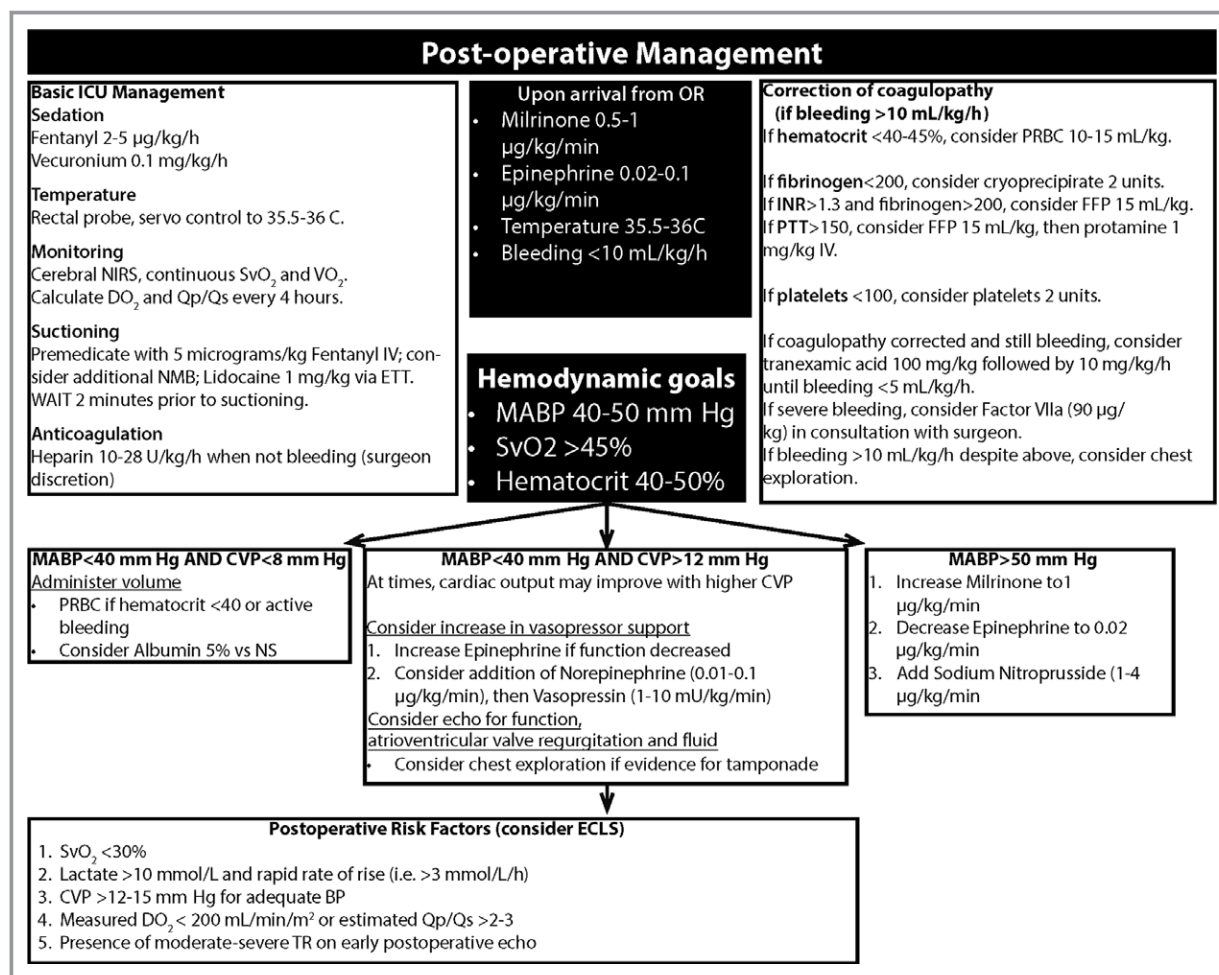 Post-operative Management
Basic ICU Management
Sedation
Fentanyl 2-5 µg/kg/h
Vecuronium 0.1 mg/kg/h
Temperature
Rectal probe, servo control to 35.5-36 C.
Monitoring
Cerebral NIRS, continuous SvO₂ and VO₂.
Calculate DO₂ and Qp/Qs every 4 hours.
Suctioning
Premedicate with 5 micrograms/kg Fentanyl IV; con-
sider additional NMB; Lidocaine 1 mg/kg via ETT.
WAIT 2 minutes prior to suctioning.
Anticoagulation
Heparin 10-28 U/kg/h when not bleeding (surgeon
discretion)
Upon arrival from OR
• Milrinone 0.5-1
µg/kg/min
• Epinephrine 0.02-0.1
µg/kg/min
• Temperature 35.5-36C
• Bleeding <10 mL/kg/h
Hemodynamic goals
• MABP 40-50 mm Hg
• SvO2 >45%
• Hematocrit 40-50%
Correction of coagulopathy
(if bleeding >10 mL/kg/h)
If hematocrit <40-45%, consider PRBC 10-15 mL/kg.
If fibrinogen<200, consider cryoprecipirate 2 units.
If INR>1.3 and fibrinogen>200, consider FFP 15 mL/kg.
If PTT>150, consider FFP 15 mL/kg, then protamine 1
mg/kg IV.
If platelets <100, consider platelets 2 units.
If coagulopathy corrected and still bleeding, consider
tranexamic acid 100 mg/kg followed by 10 mg/kg/h
until bleeding <5 mL/kg/h.
If severe bleeding, consider Factor VIIa (90 µg/
kg) in consultation with surgeon.
If bleeding >10 mL/kg/h despite above, consider chest
exploration.
MABP<40 mm Hg AND CVP<8 mm Hg
Administer volume
• PRBC if hematocrit <40 or active
bleeding
• Consider Albumin 5% vs NS
MABP<40 mm Hg AND CVP>12 mm Hg
At times, cardiac output may improve with higher CVP
Consider increase in vasopressor support
1. Increase Epinephrine if function decreased
2. Consider addition of Norepinephrine (0.01-0.1
µg/kg/min), then Vasopressin (1-10 mU/kg/min)
Consider echo for function,
atrioventricular valve regurgitation and fluid
• Consider chest exploration if evidence for tamponade
MABP>50 mm Hg
1. Increase Milrinone to1
µg/kg/min
2. Decrease Epinephrine to 0.02
µg/kg/min
3. Add Sodium Nitroprusside (1-4
µg/kg/min
Postoperative Risk Factors (consider ECLS)
1. SvO₂ <30%
2. Lactate >10 mmol/L and rapid rate of rise (i.e. >3 mmol/L/h)
3. CVP >12-15 mm Hg for adequate BP
4. Measured DO₂< 200 mL/min/m² or estimated Qp/Qs >2-3
5. Presence of moderate-severe TR on early postoperative echo